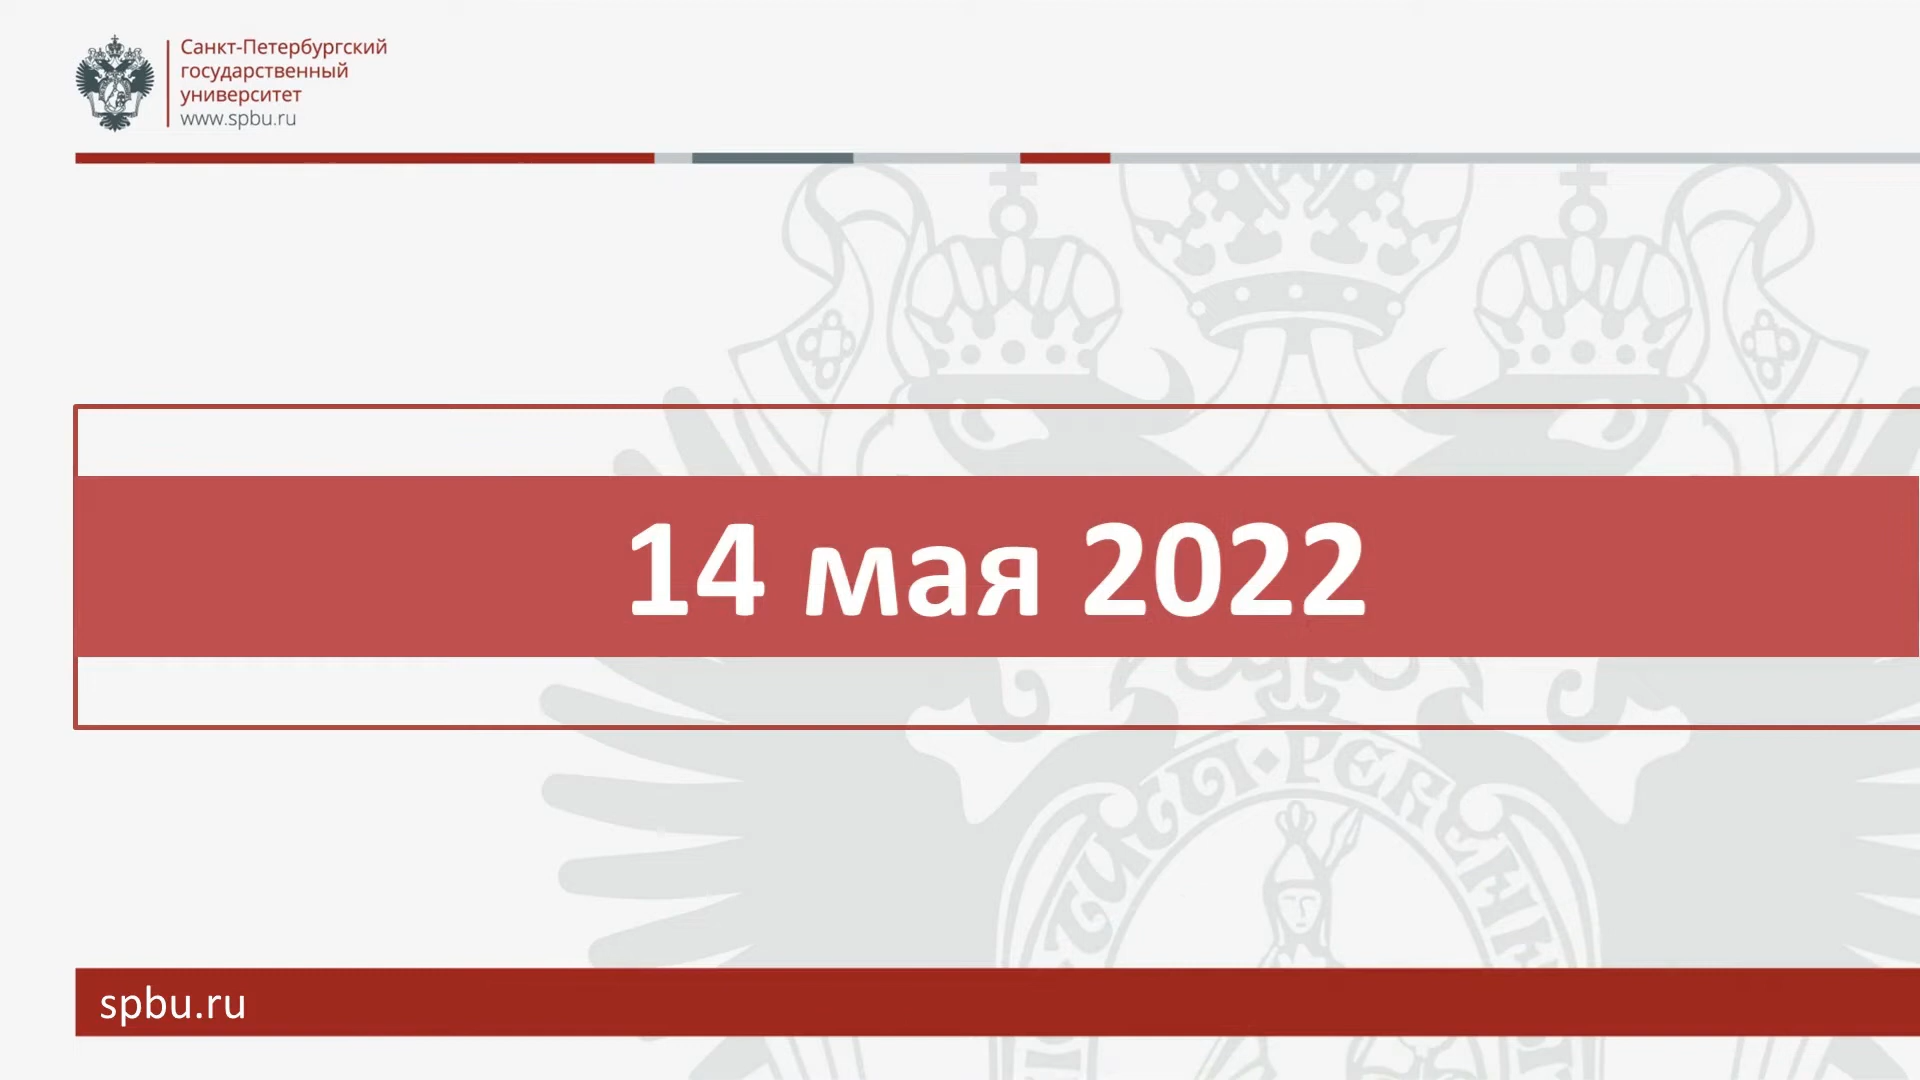 Санкт-Петербургский
государственный
университет
www.spbu.ru
14 мая 2022
spbu.ru